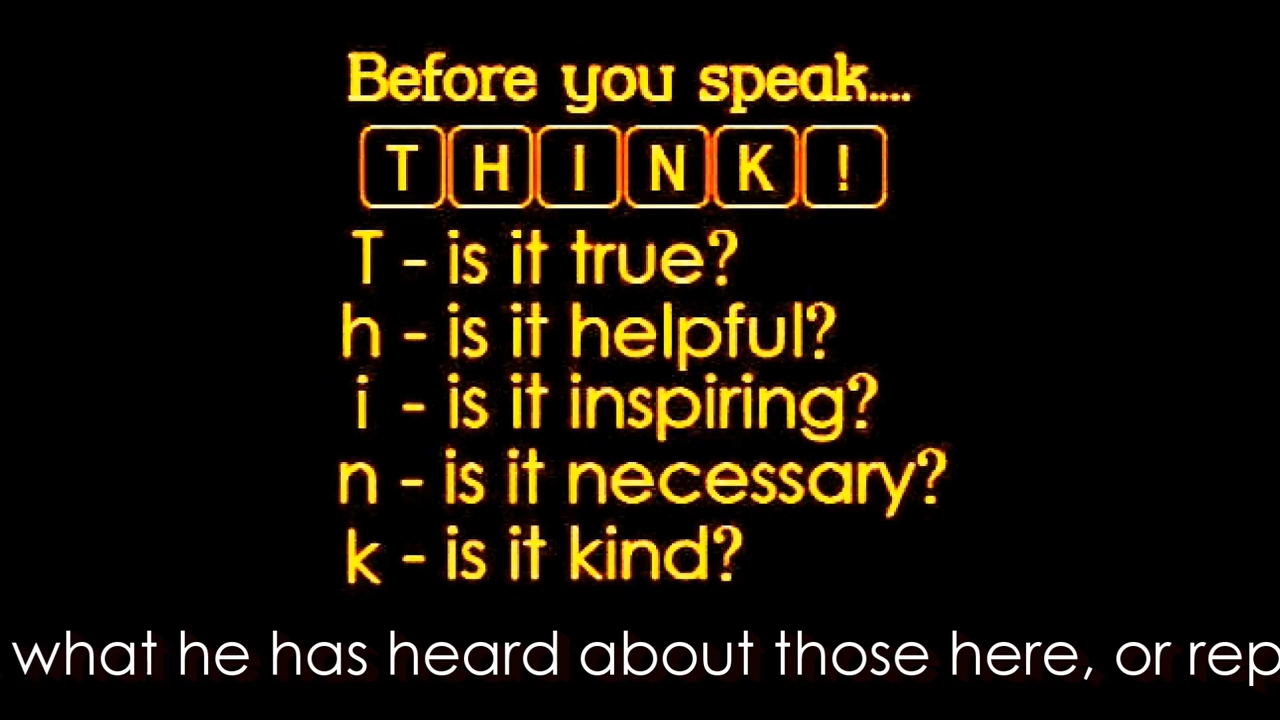 Before you speak....
THINK!
T - is it true?
h - is it helpful?
i - is it inspiring?
n - is it necessary?
k - is it kind?
what he has heard about those here, or rep